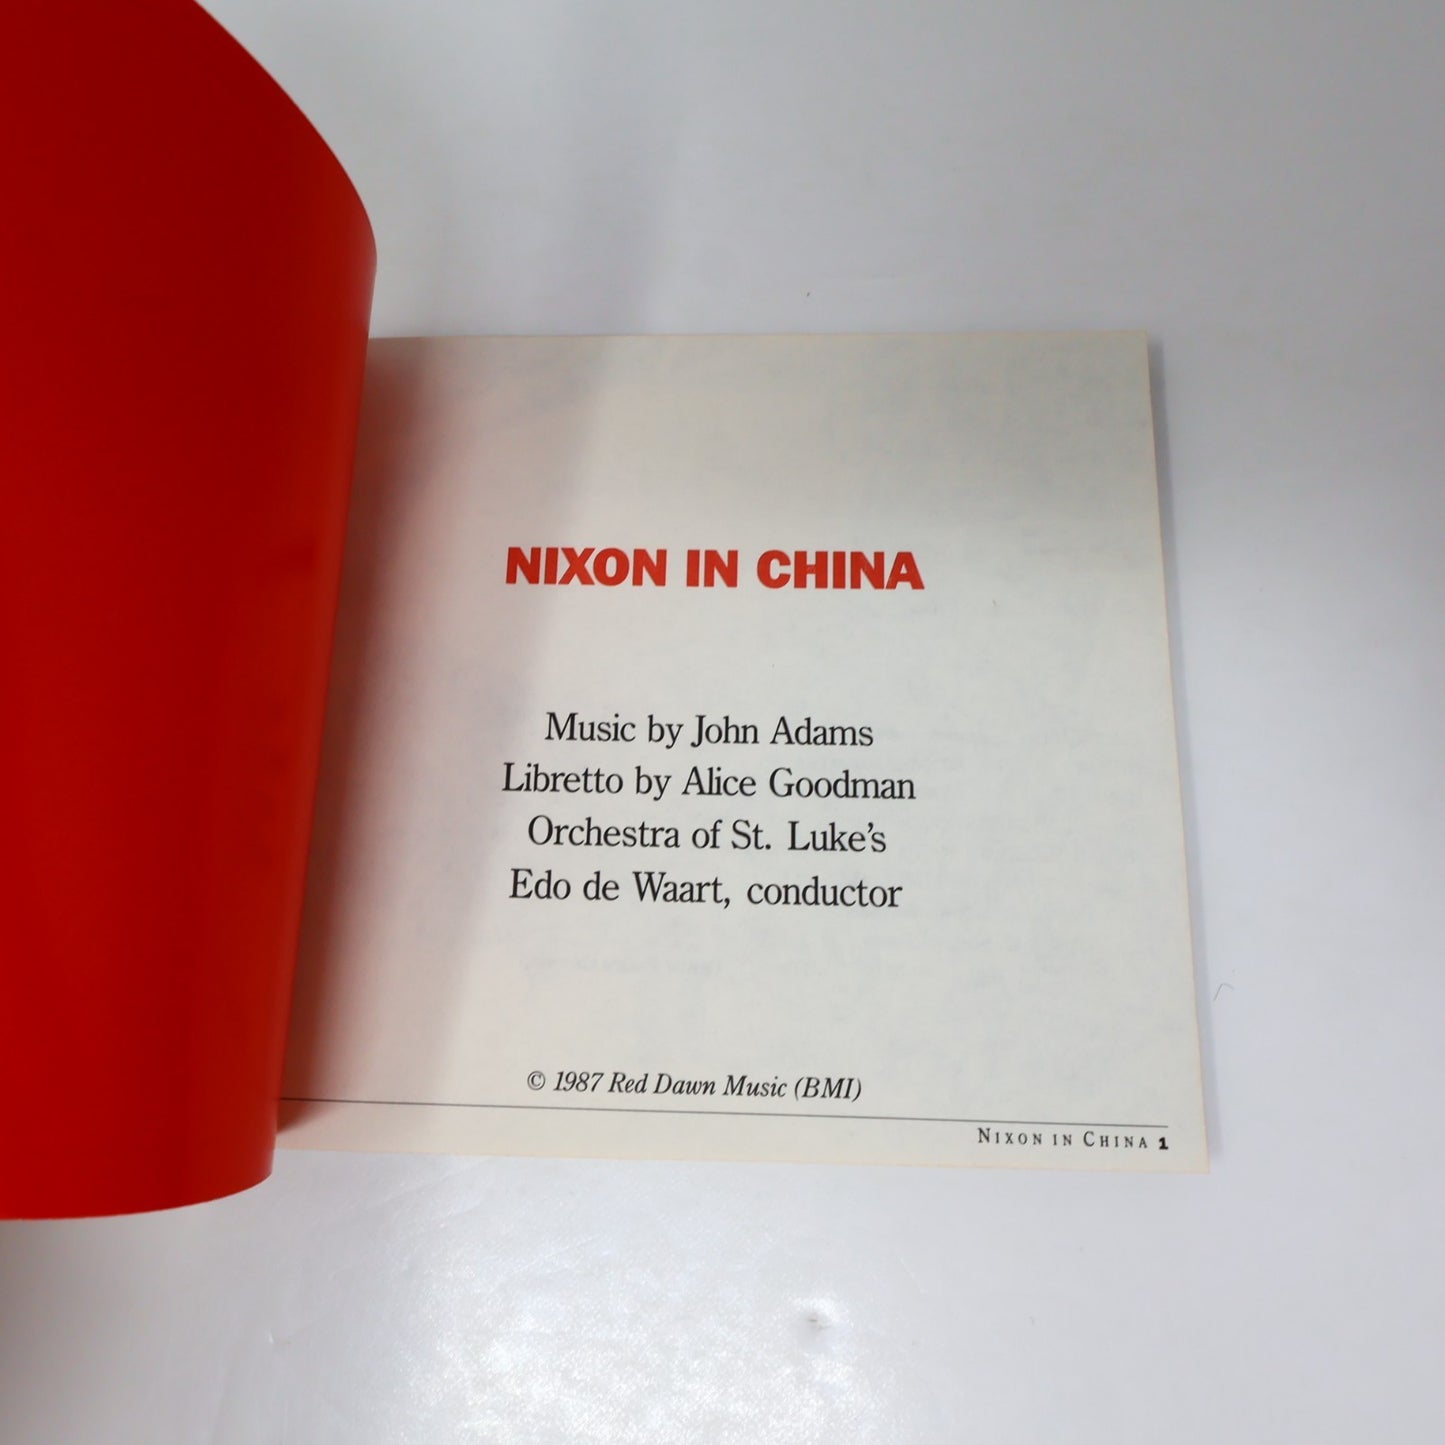 NIXON IN CHINA
Music by John Adams
Libretto by Alice Goodman
Orchestra of St. Luke's
Edo de Waart, conductor
© 1987 Red Dawn Music (BMI)
NIXON IN CHINA 1